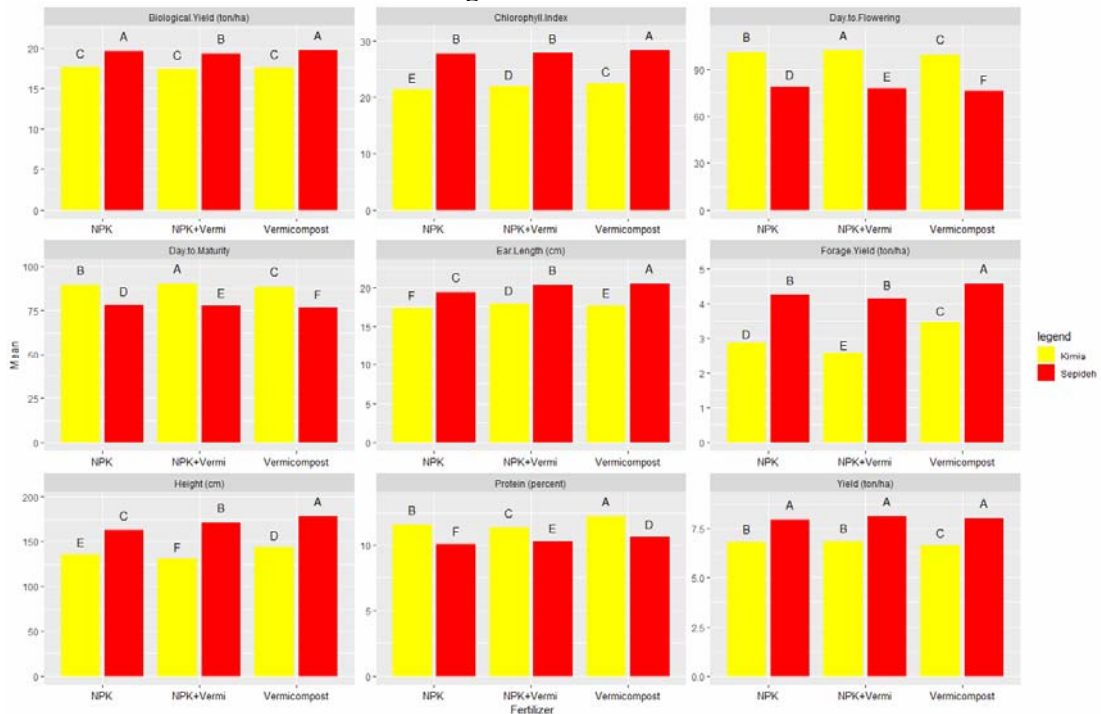 Biological.Yield (ton/ha)
Chlorophyll.Index
Day.to.Flowering
20
15
10
5
0
C A C B C A
NPK NPK+Vermi Vermicompost
30
20
10
0
E B D B C A
NPK NPK+Vermi Vermicompost
90
60
30
0
B D A E C F
NPK NPK+Vermi Vermicompost
Day.to.Maturity
Ear.Length (cm)
Forage.Yield (ton/ha)
100
75
50
25
0
B D A E C F
NPK NPK+Vermi Vermicompost
20
15
10
5
0
F C D B E A
NPK NPK+Vermi Vermicompost
5
4
3
2
1
0
D B E B C A
NPK NPK+Vermi Vermicompost
Height (cm)
Protein (percent)
Yield (ton/ha)
200
150
100
50
0
E C F B D A
NPK NPK+Vermi Vermicompost
10
5
0
B F C E A D
NPK NPK+Vermi Vermicompost
7.5
5.0
2.5
0.0
B A B A C A
NPK NPK+Vermi Vermicompost
Mean
Fertilizer
legend
Kimia
Sepideh